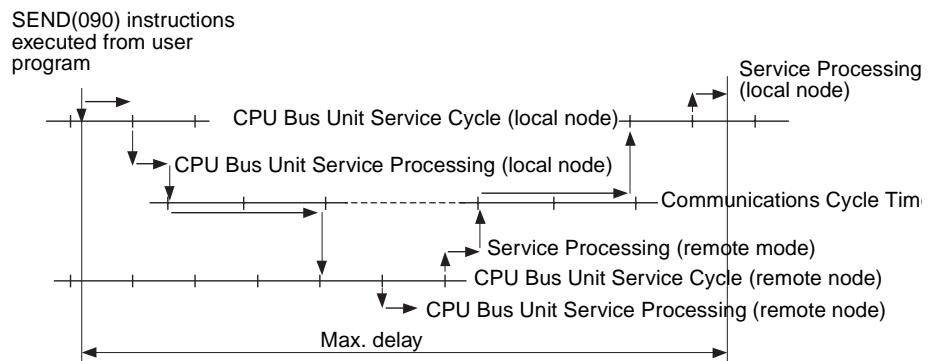 SEND(090) instructions
executed from user
program
Service Processing
(local node)
CPU Bus Unit Service Cycle (local node)
CPU Bus Unit Service Processing (local node)
Communications Cycle Tim
Service Processing (remote mode)
CPU Bus Unit Service Cycle (remote node)
CPU Bus Unit Service Processing (remote node)
Max. delay